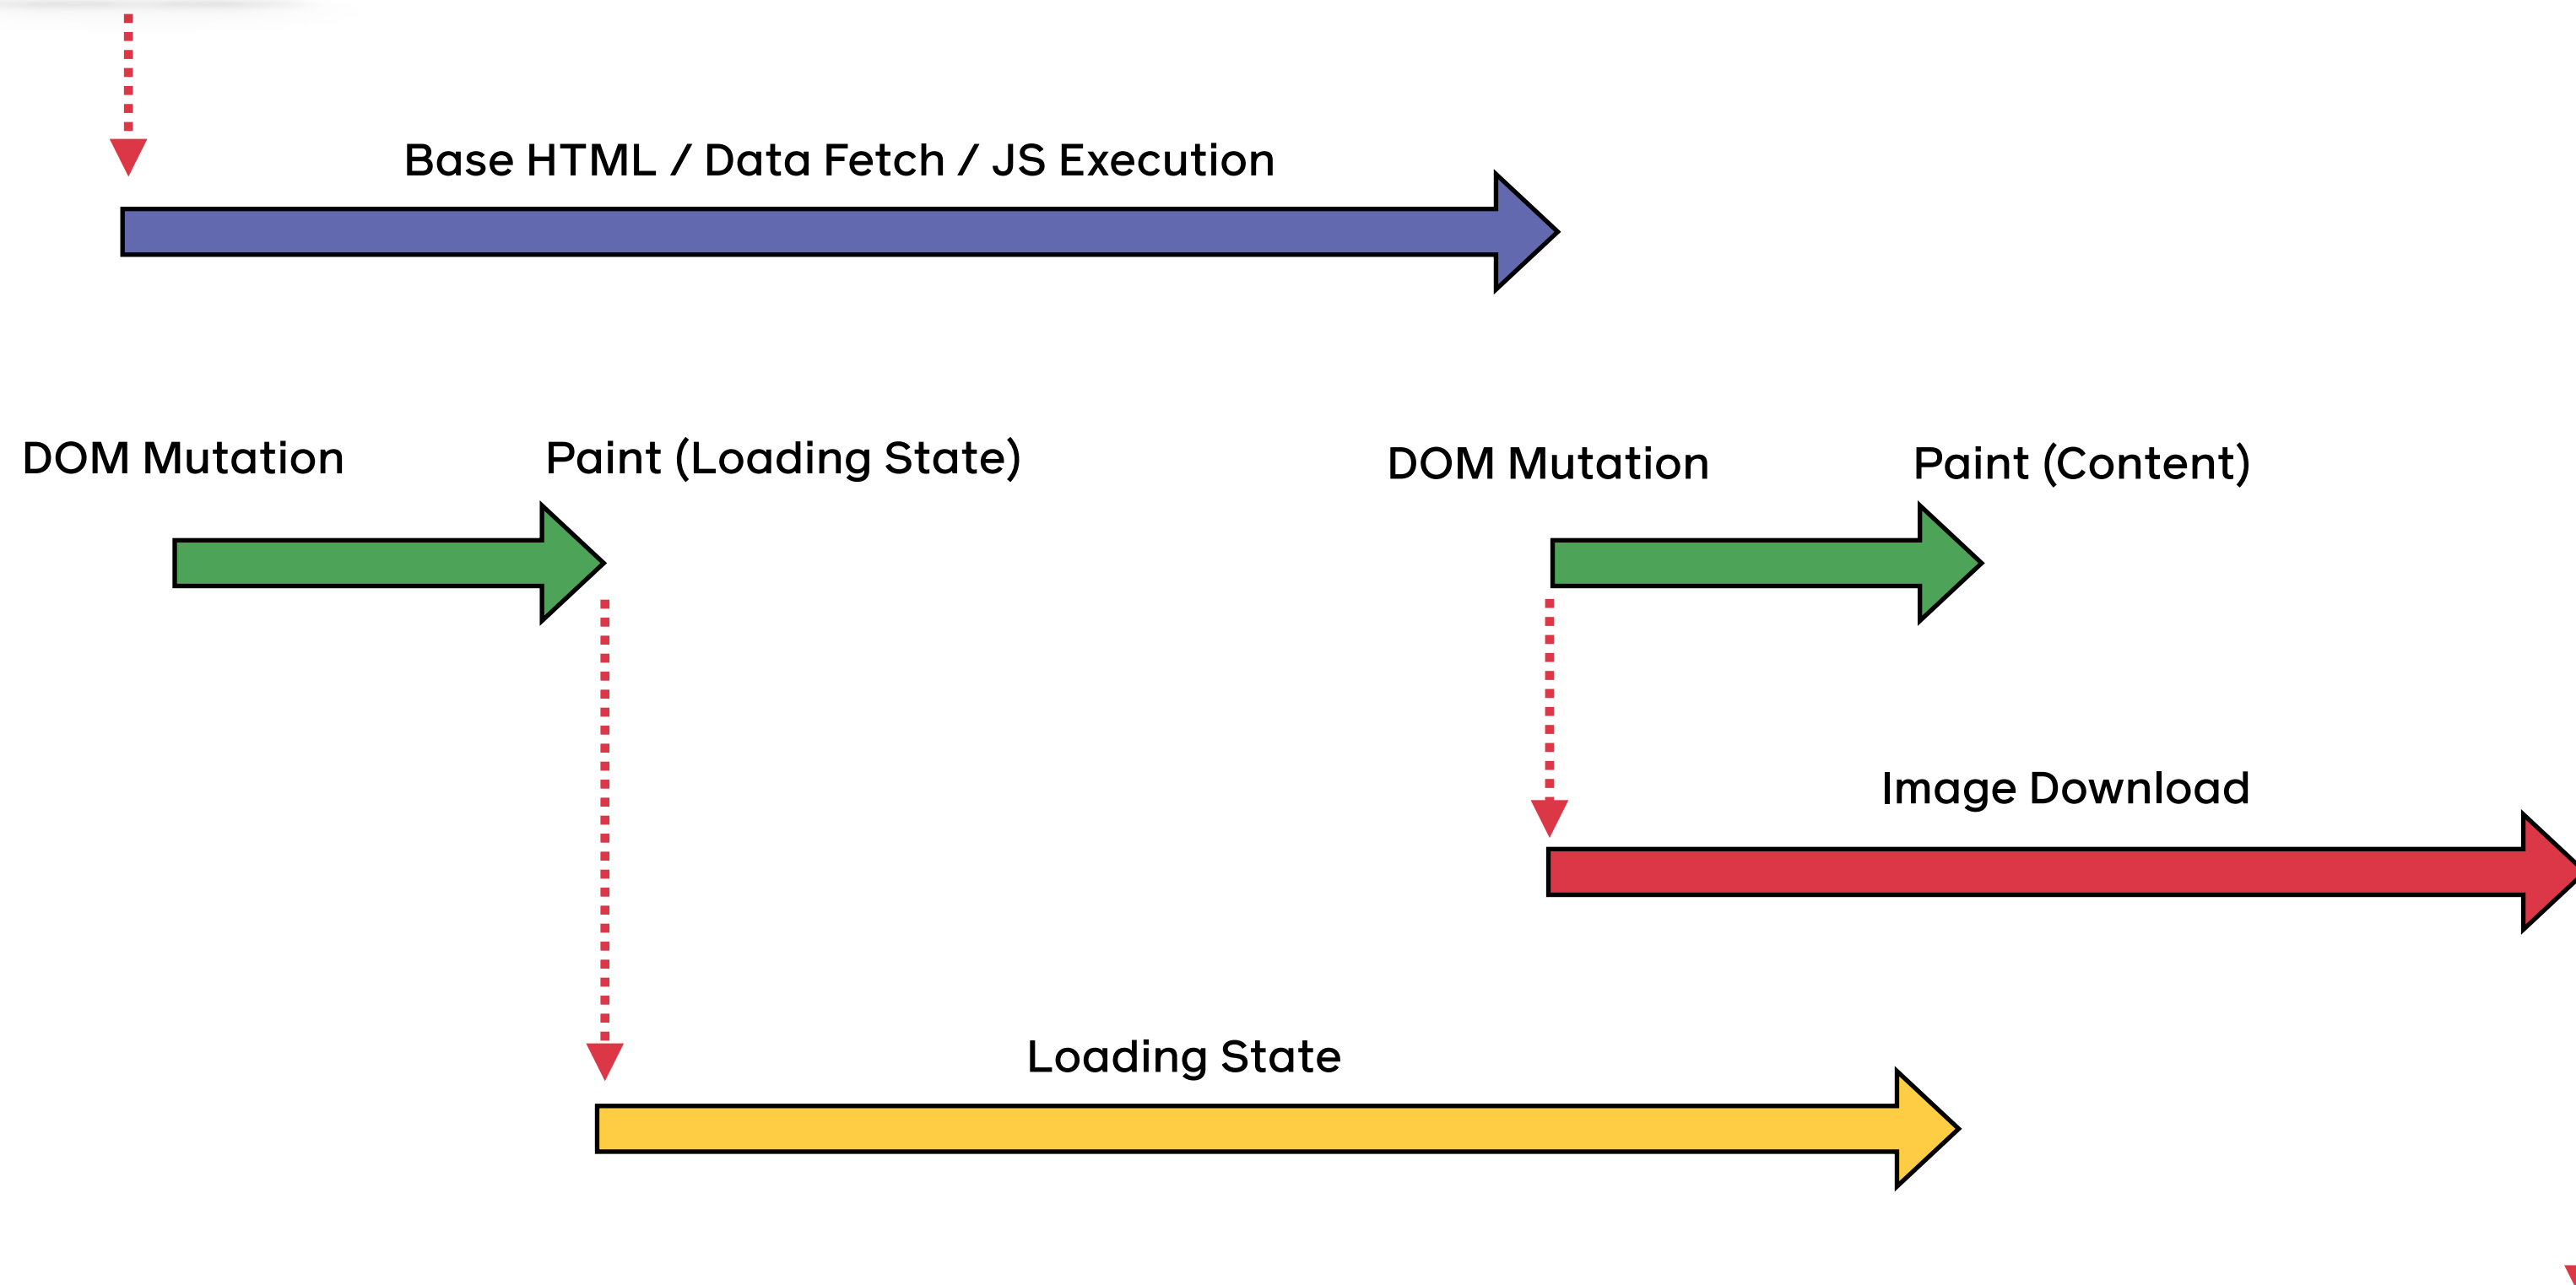 Base HTML / Data Fetch / JS Execution
DOM Mutation
Paint (Loading State)
DOM Mutation
Paint (Content)
Image Download
Loading State